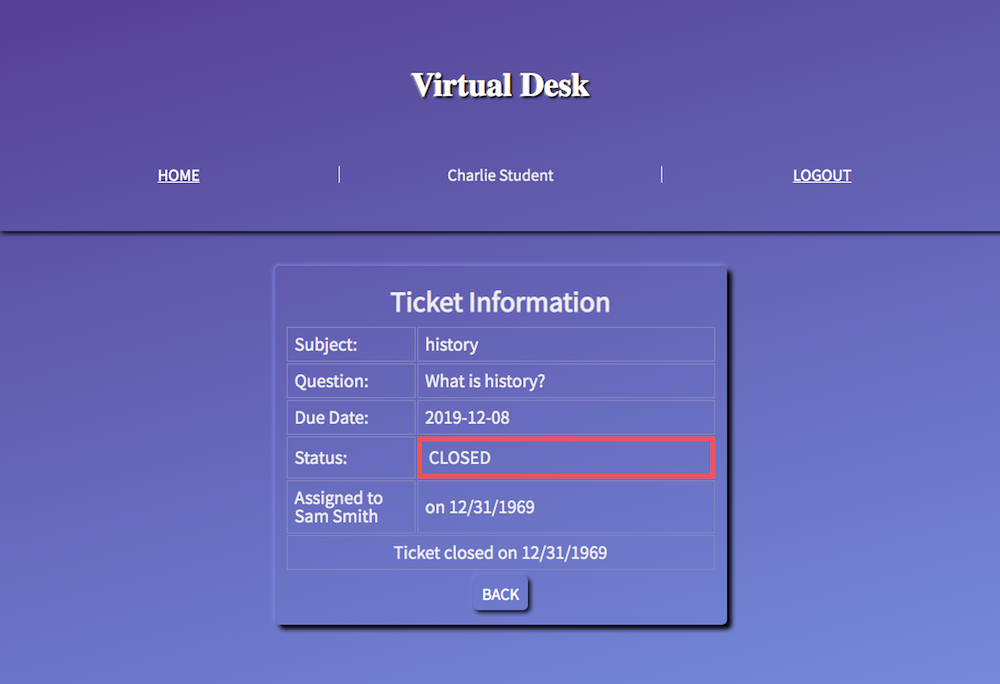 Virtual Desk
HOME | Charlie Student | LOGOUT
Ticket Information
Subject: history
Question: What is history?
Due Date: 2019-12-08
Status: CLOSED
Assigned to
Sam Smith
on 12/31/1969
Ticket closed on 12/31/1969
BACK